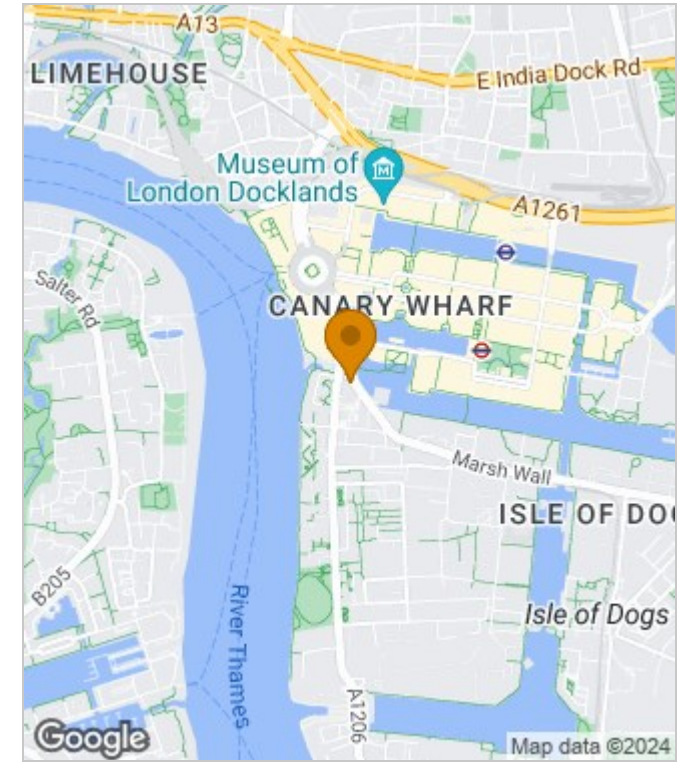 A13
LIMEHOUSE
E India Dock Rd
Museum of
London Docklands
M
A1261
Salter Rd
CANARY WHARF
Marsh Wall
ISLE OF DO
B205
River Thames
Isle of Dogs
A1206
Google
Map data ©2024